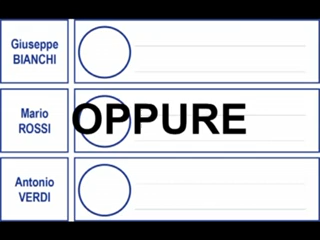 Giuseppe
BIANCHI
Mario
ROSSI
OPPURE
Antonio
VERDI